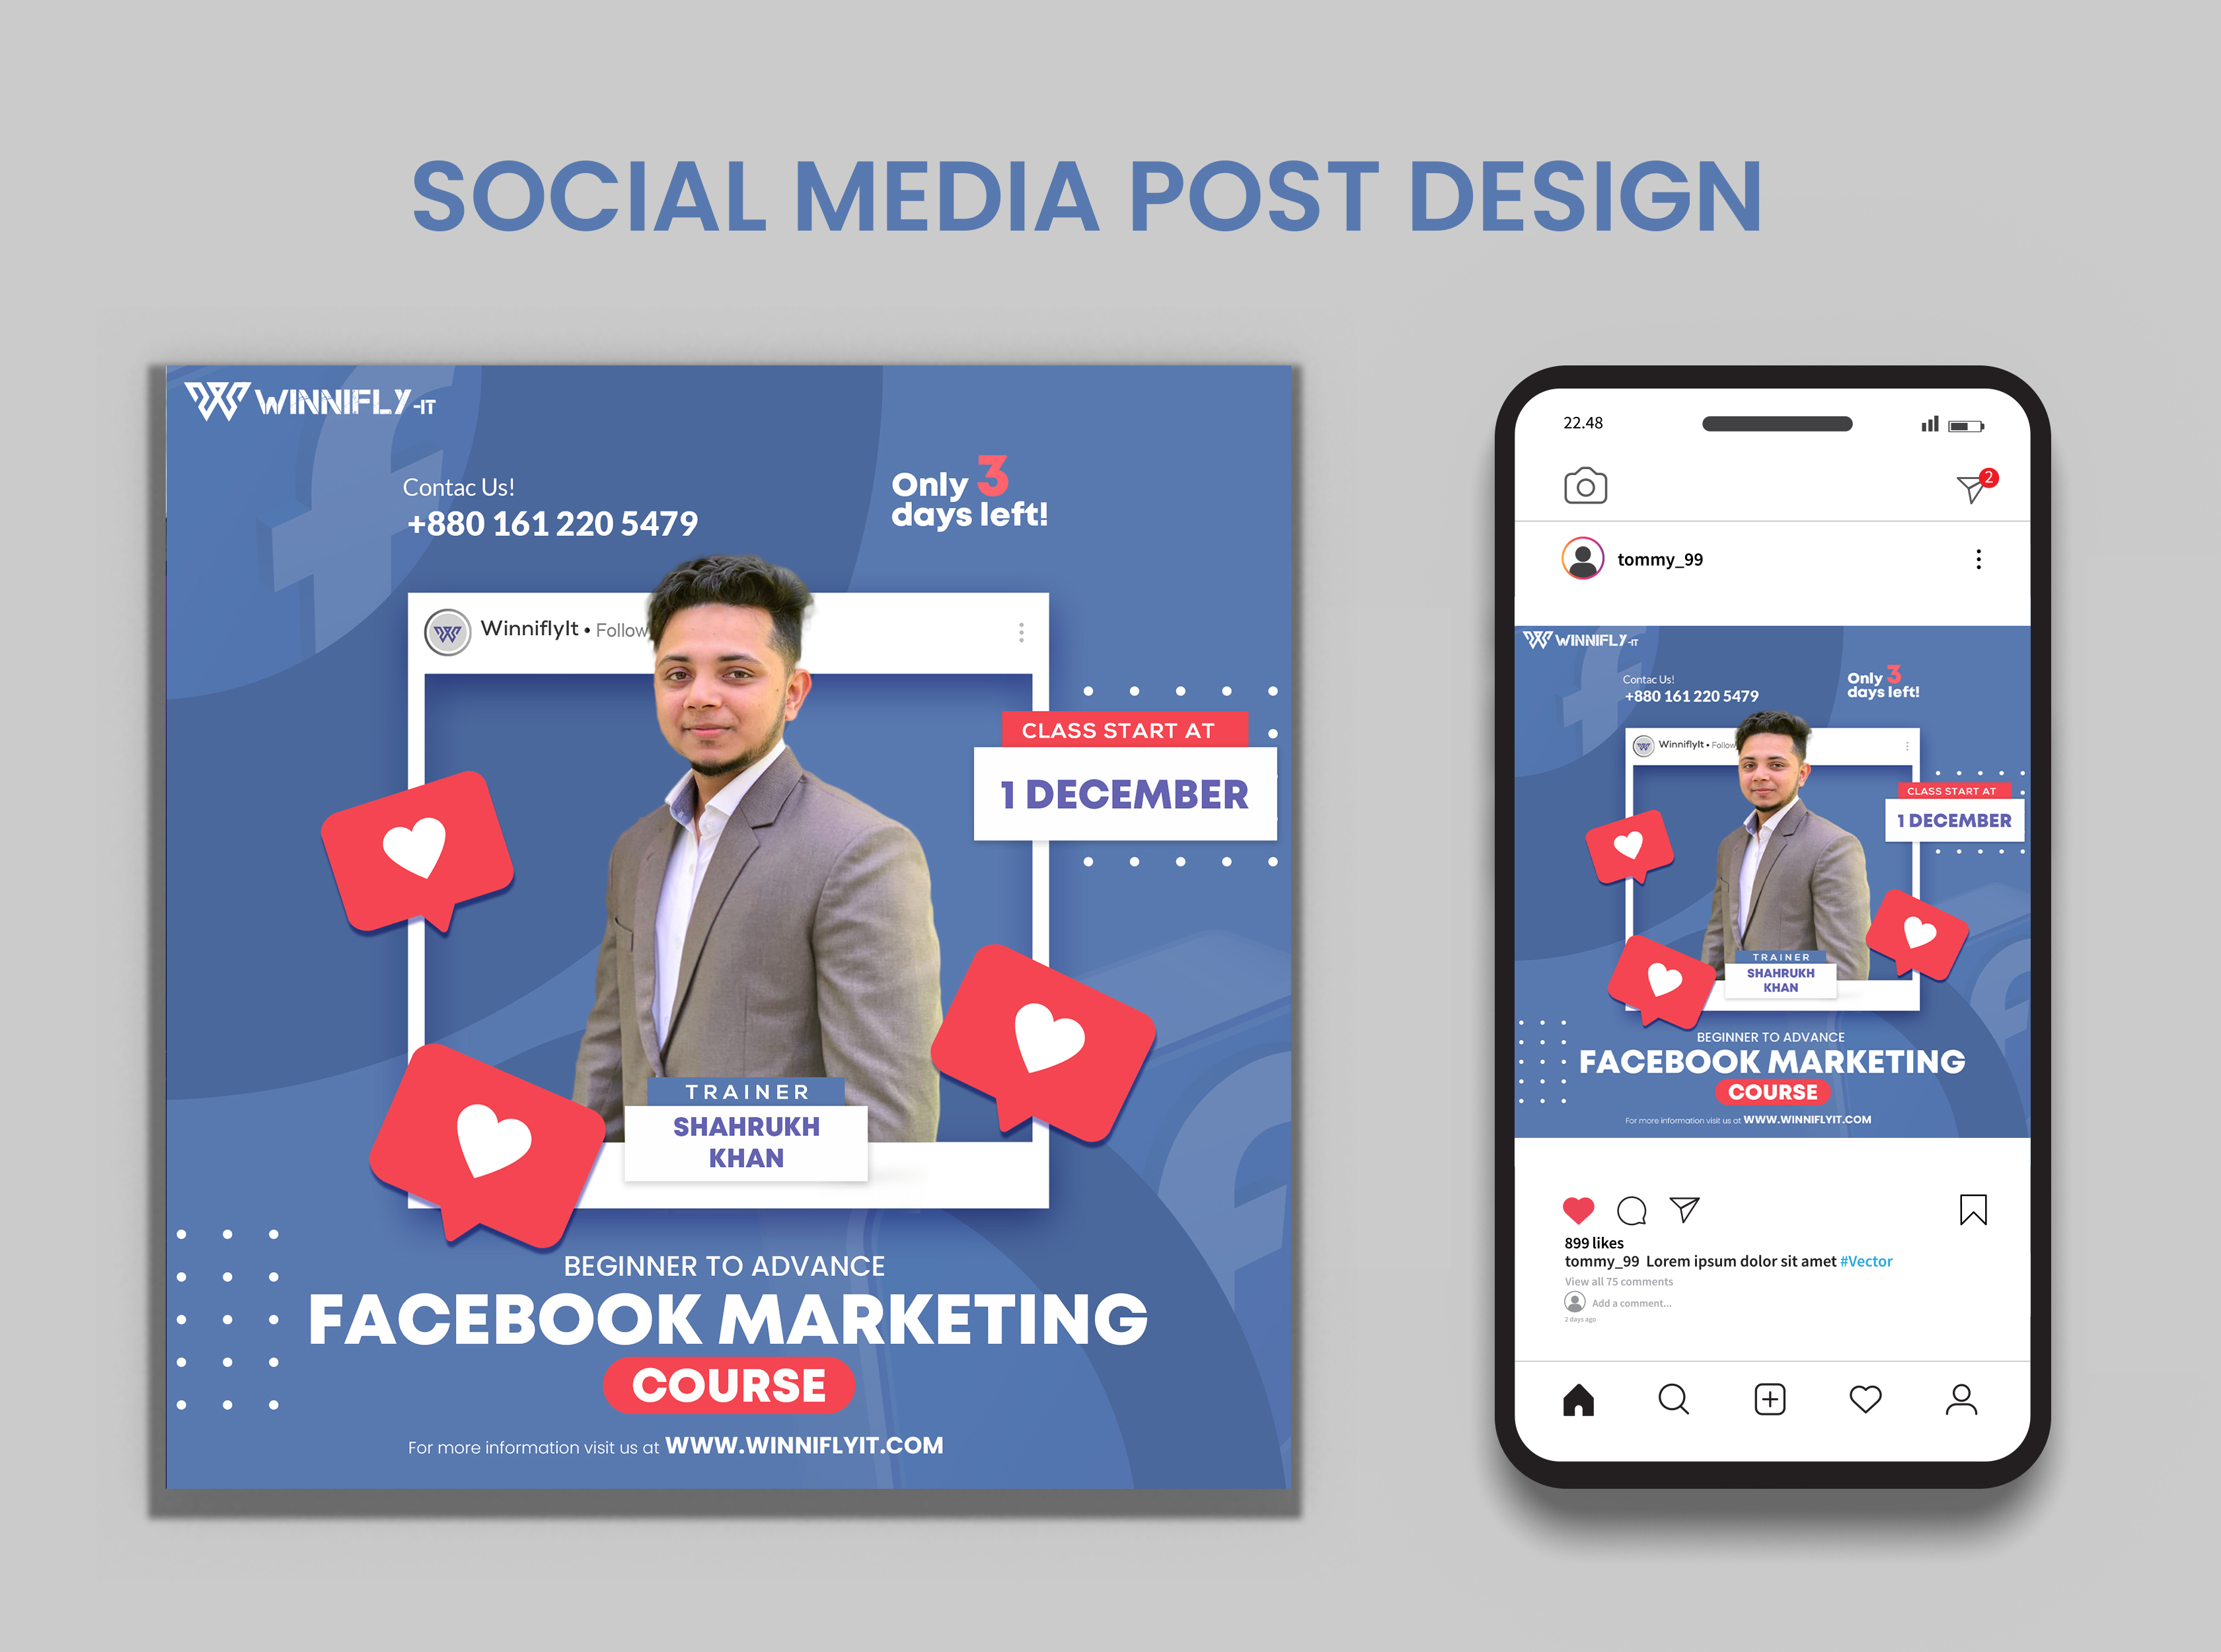 SOCIAL MEDIA POST DESIGN
WINNIFLY-IT
Contac Us!
+880 161 220 5479
Only 3
days left!
WinniflyIt • Follow
CLASS START AT
1 DECEMBER
TRAINER
SHAHRUKH
KHAN
BEGINNER TO ADVANCE
FACEBOOK MARKETING
COURSE
For more information visit us at WWW.WINNIFLYIT.COM
22.48
2
tommy_99
WINNIFLY-IT
Contac Us!
+880 161 220 5479
Only 3
days left!
WinniflyIt • Follow
CLASS START AT
1 DECEMBER
TRAINER
SHAHRUKH
KHAN
BEGINNER TO ADVANCE
FACEBOOK MARKETING
COURSE
For more information visit us at WWW.WINNIFLYIT.COM
899 likes
tommy_99 Lorem ipsum dolor sit amet #Vector
View all 75 comments
Add a comment...
2 days ago